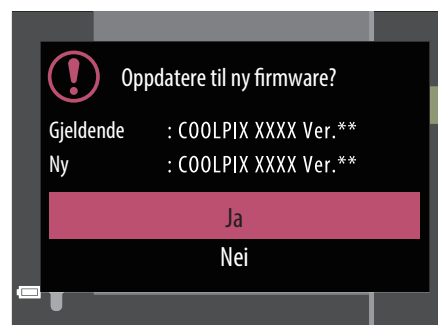 Oppdatere til ny firmware?
Gjeldende : COOLPIX XXXX Ver.**
Ny : COOLPIX XXXX Ver.**
Ja
Nei